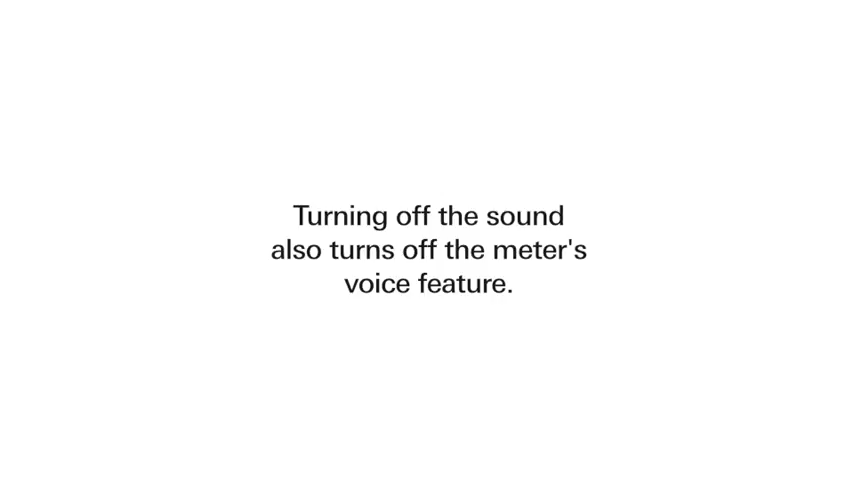 Turning off the sound
also turns off the meter's
voice feature.